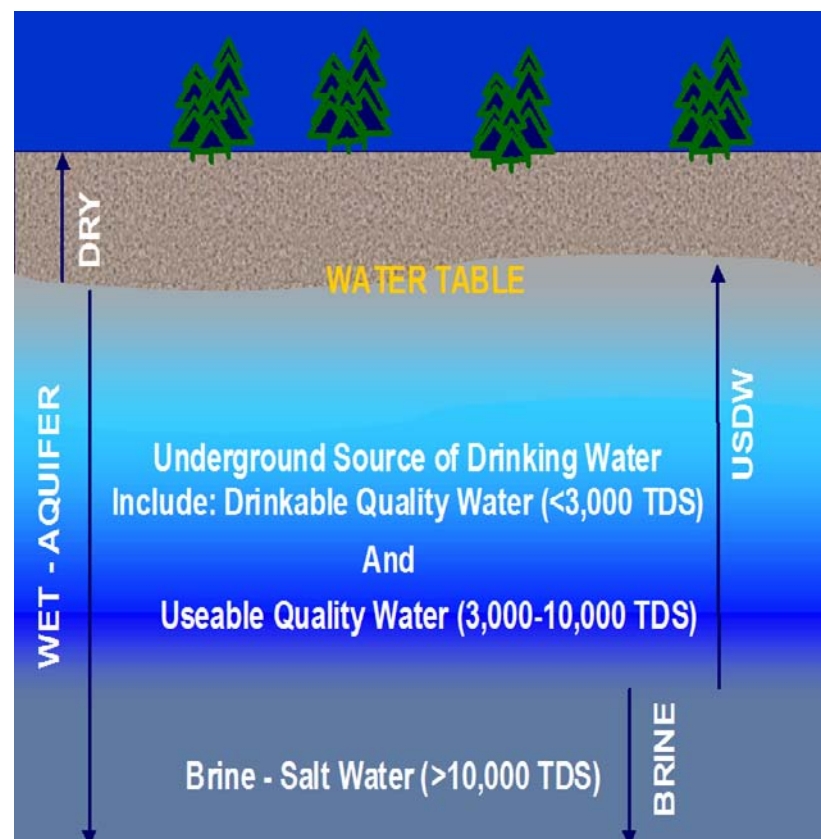 DRY
WATER TABLE
WET - AQUIFER
USDW
Underground Source of Drinking Water
Include: Drinkable Quality Water (<3,000 TDS)
And
Useable Quality Water (3,000-10,000 TDS)
BRINE
Brine - Salt Water (>10,000 TDS)